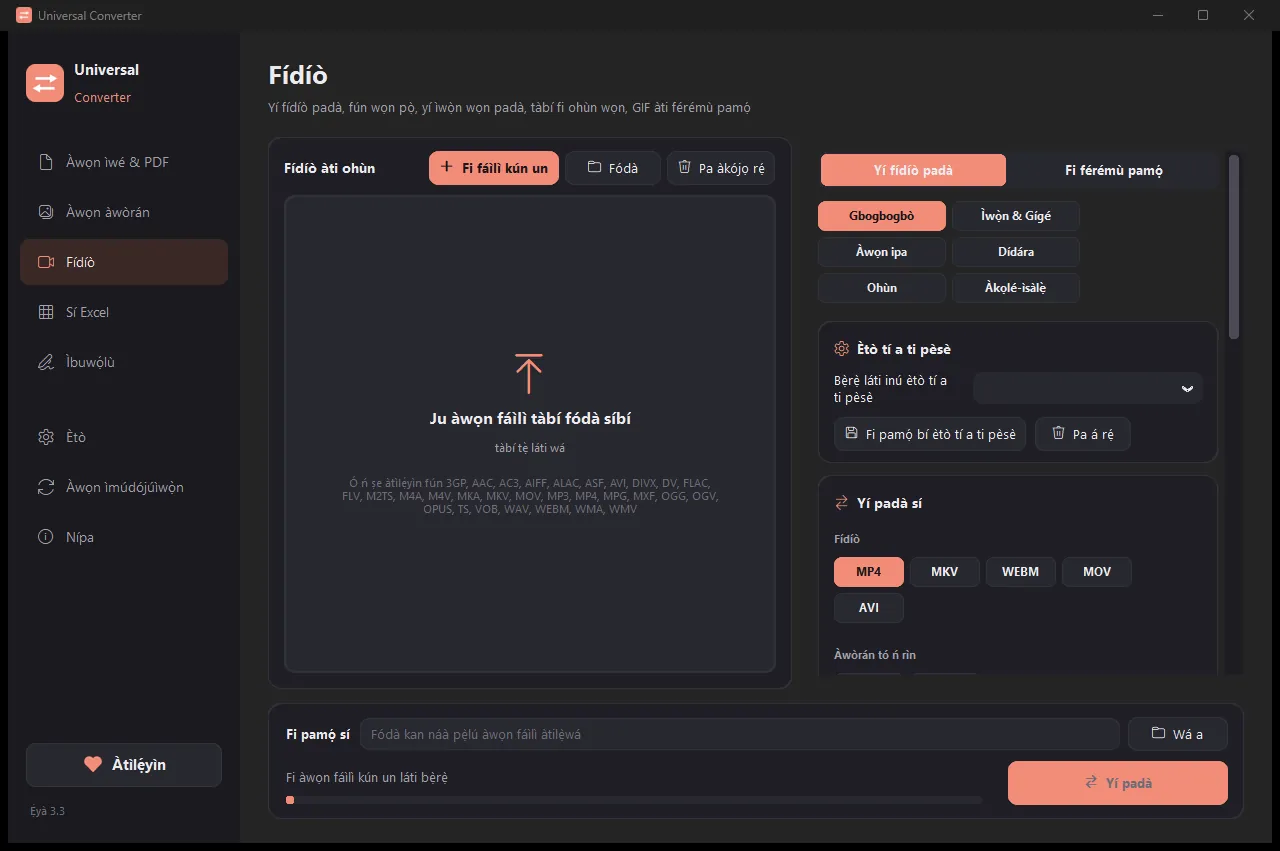 Universal Converter
Universal
Converter
Àwọn ìwé & PDF
Àwọn àwòrán
Fídíò
Sí Excel
Ìbuwọ́lù
Ètò
Àwọn ìmúdójúìwọ̀n
Nípa
Àtìlẹ́yìn
Ẹ̀yà 3.3
Fídíò
Yí fídíò padà, fún wọn pọ̀, yí ìwọ̀n wọn padà, tàbí fi ohùn wọn, GIF àti férémù pamọ́
Fídíò àti ohùn
Fi fáìlì kún un
Fódà
Pa àkójọ rẹ́
Ju àwọn fáìlì tàbí fódà síbí
tàbí tẹ̀ láti wá
Ó ń ṣe àtìlẹ́yìn fún 3GP, AAC, AC3, AIFF, ALAC, ASF, AVI, DIVX, DV, FLAC,
FLV, M2TS, M4A, M4V, MKA, MKV, MOV, MP3, MP4, MPG, MXF, OGG, OGV,
OPUS, TS, VOB, WAV, WEBM, WMA, WMV
Yí fídíò padà
Fi férémù pamọ́
Gbogbogbò
Ìwọ̀n & Gígé
Àwọn ipa
Dídára
Ohùn
Àkọlé-ìsàlẹ̀
Ètò tí a ti pèsè
Bẹ̀rẹ̀ láti inú ètò tí a
ti pèsè
Fi pamọ́ bí ètò tí a ti pèsè
Pa á rẹ́
Yí padà sí
Fídíò
MP4
MKV
WEBM
MOV
AVI
Àwòrán tó ń rìn
Fi pamọ́ sí
Fódà kan náà pẹ̀lú àwọn fáìlì àtilẹ̀wá
Wá a
Fi àwọn fáìlì kún un láti bẹ̀rẹ̀
Yí padà